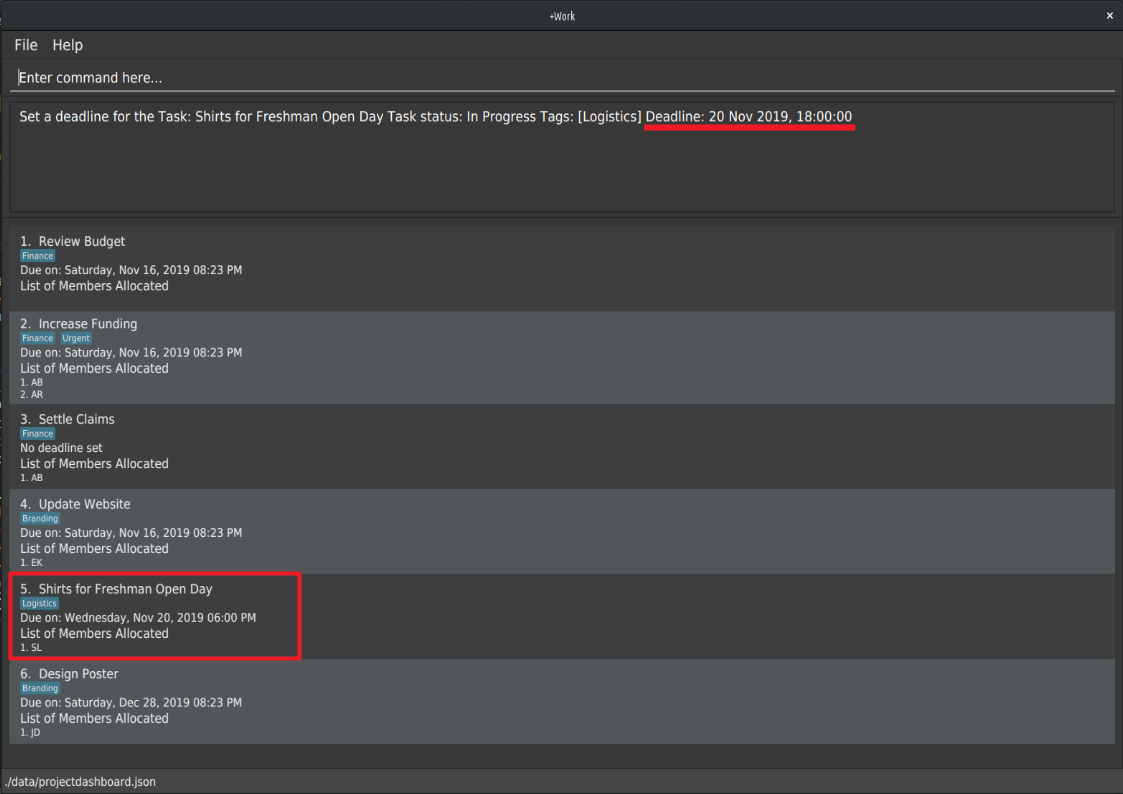 +Work
File Help
Enter command here...
Set a deadline for the Task: Shirts for Freshman Open Day Task status: In Progress Tags: [Logistics] Deadline: 20 Nov 2019, 18:00:00
1. Review Budget
Finance
Due on: Saturday, Nov 16, 2019 08:23 PM
List of Members Allocated
2. Increase Funding
Finance Urgent
Due on: Saturday, Nov 16, 2019 08:23 PM
List of Members Allocated
1. AB
2. AR
3. Settle Claims
Finance
No deadline set
List of Members Allocated
1. AB
4. Update Website
Branding
Due on: Saturday, Nov 16, 2019 08:23 PM
List of Members Allocated
1. EK
5. Shirts for Freshman Open Day
Logistics
Due on: Wednesday, Nov 20, 2019 06:00 PM
List of Members Allocated
1. SL
6. Design Poster
Branding
Due on: Saturday, Dec 28, 2019 08:23 PM
List of Members Allocated
1. JD
./data/projectdashboard.json